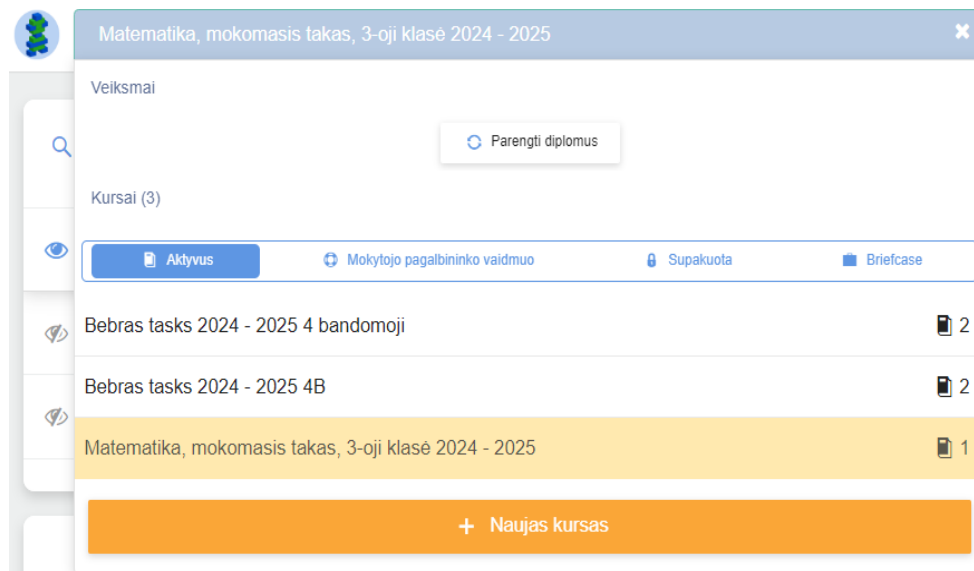 Matematika, mokomasis takas, 3-oji klasė 2024 - 2025
Veiksmai
Parengti diplomus
Kursai (3)
Aktyvus Mokytojo pagalbininko vaidmuo Supakuota Briefcase
Bebras tasks 2024 - 2025 4 bandomoji 2
Bebras tasks 2024 - 2025 4B 2
Matematika, mokomasis takas, 3-oji klasė 2024 - 2025 1
+ Naujas kursas